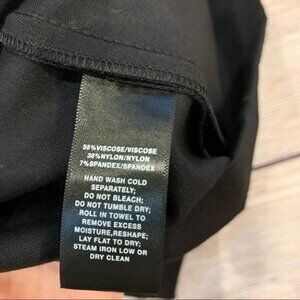 55%VISCOSE/VISCOSE
38%NYLON/NYLON
7%SPANDEX/SPANDEX
HAND WASH COLD
SEPARATELY;
DO NOT BLEACH;
DO NOT TUMBLE DRY;
ROLL IN TOWEL TO
REMOVE EXCESS
MOISTURE,RESHAPE;
LAY FLAT TO DRY;
STEAM IRON LOW OR
DRY CLEAN